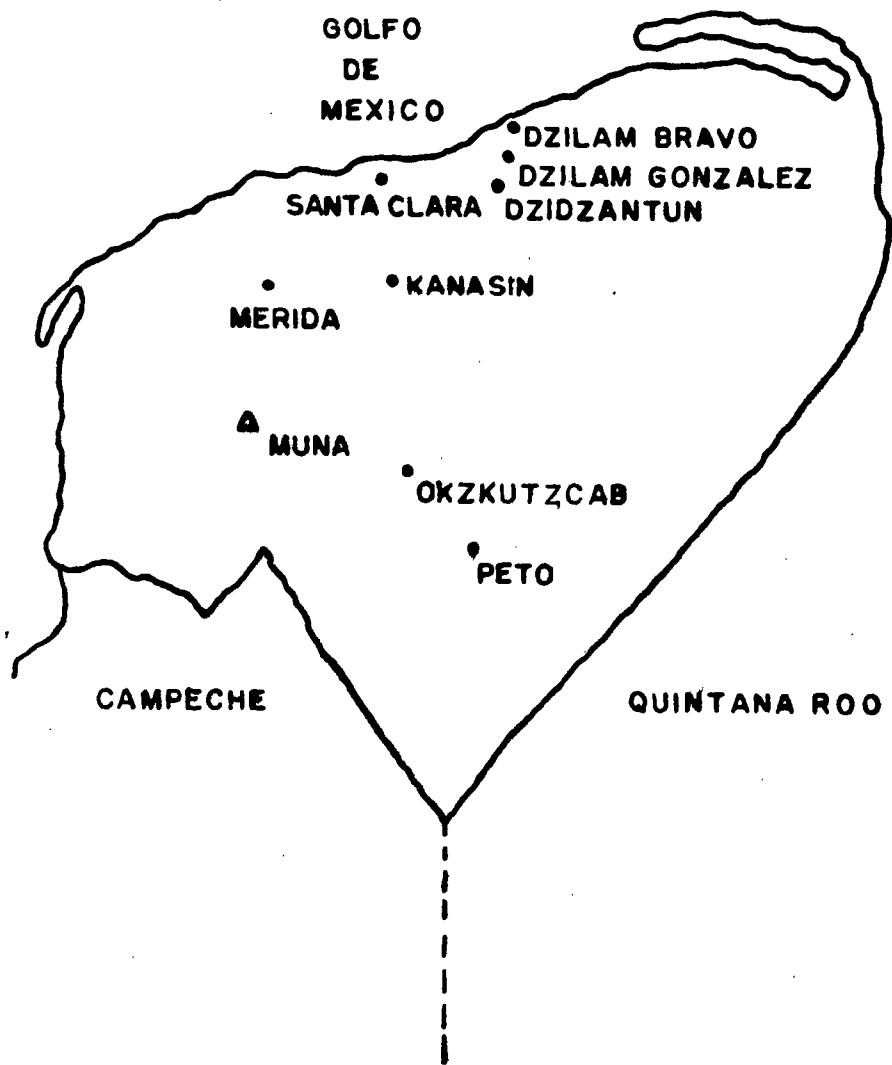 GOLFO
DE
MEXICO
DZILAM BRAVO
DZILAM GONZALEZ
SANTA CLARA
DZIDZANTUN
KANASIN
MERIDA
MUNA
OKZKUTZCAB
PETO
CAMPECHE
QUINTANA ROO